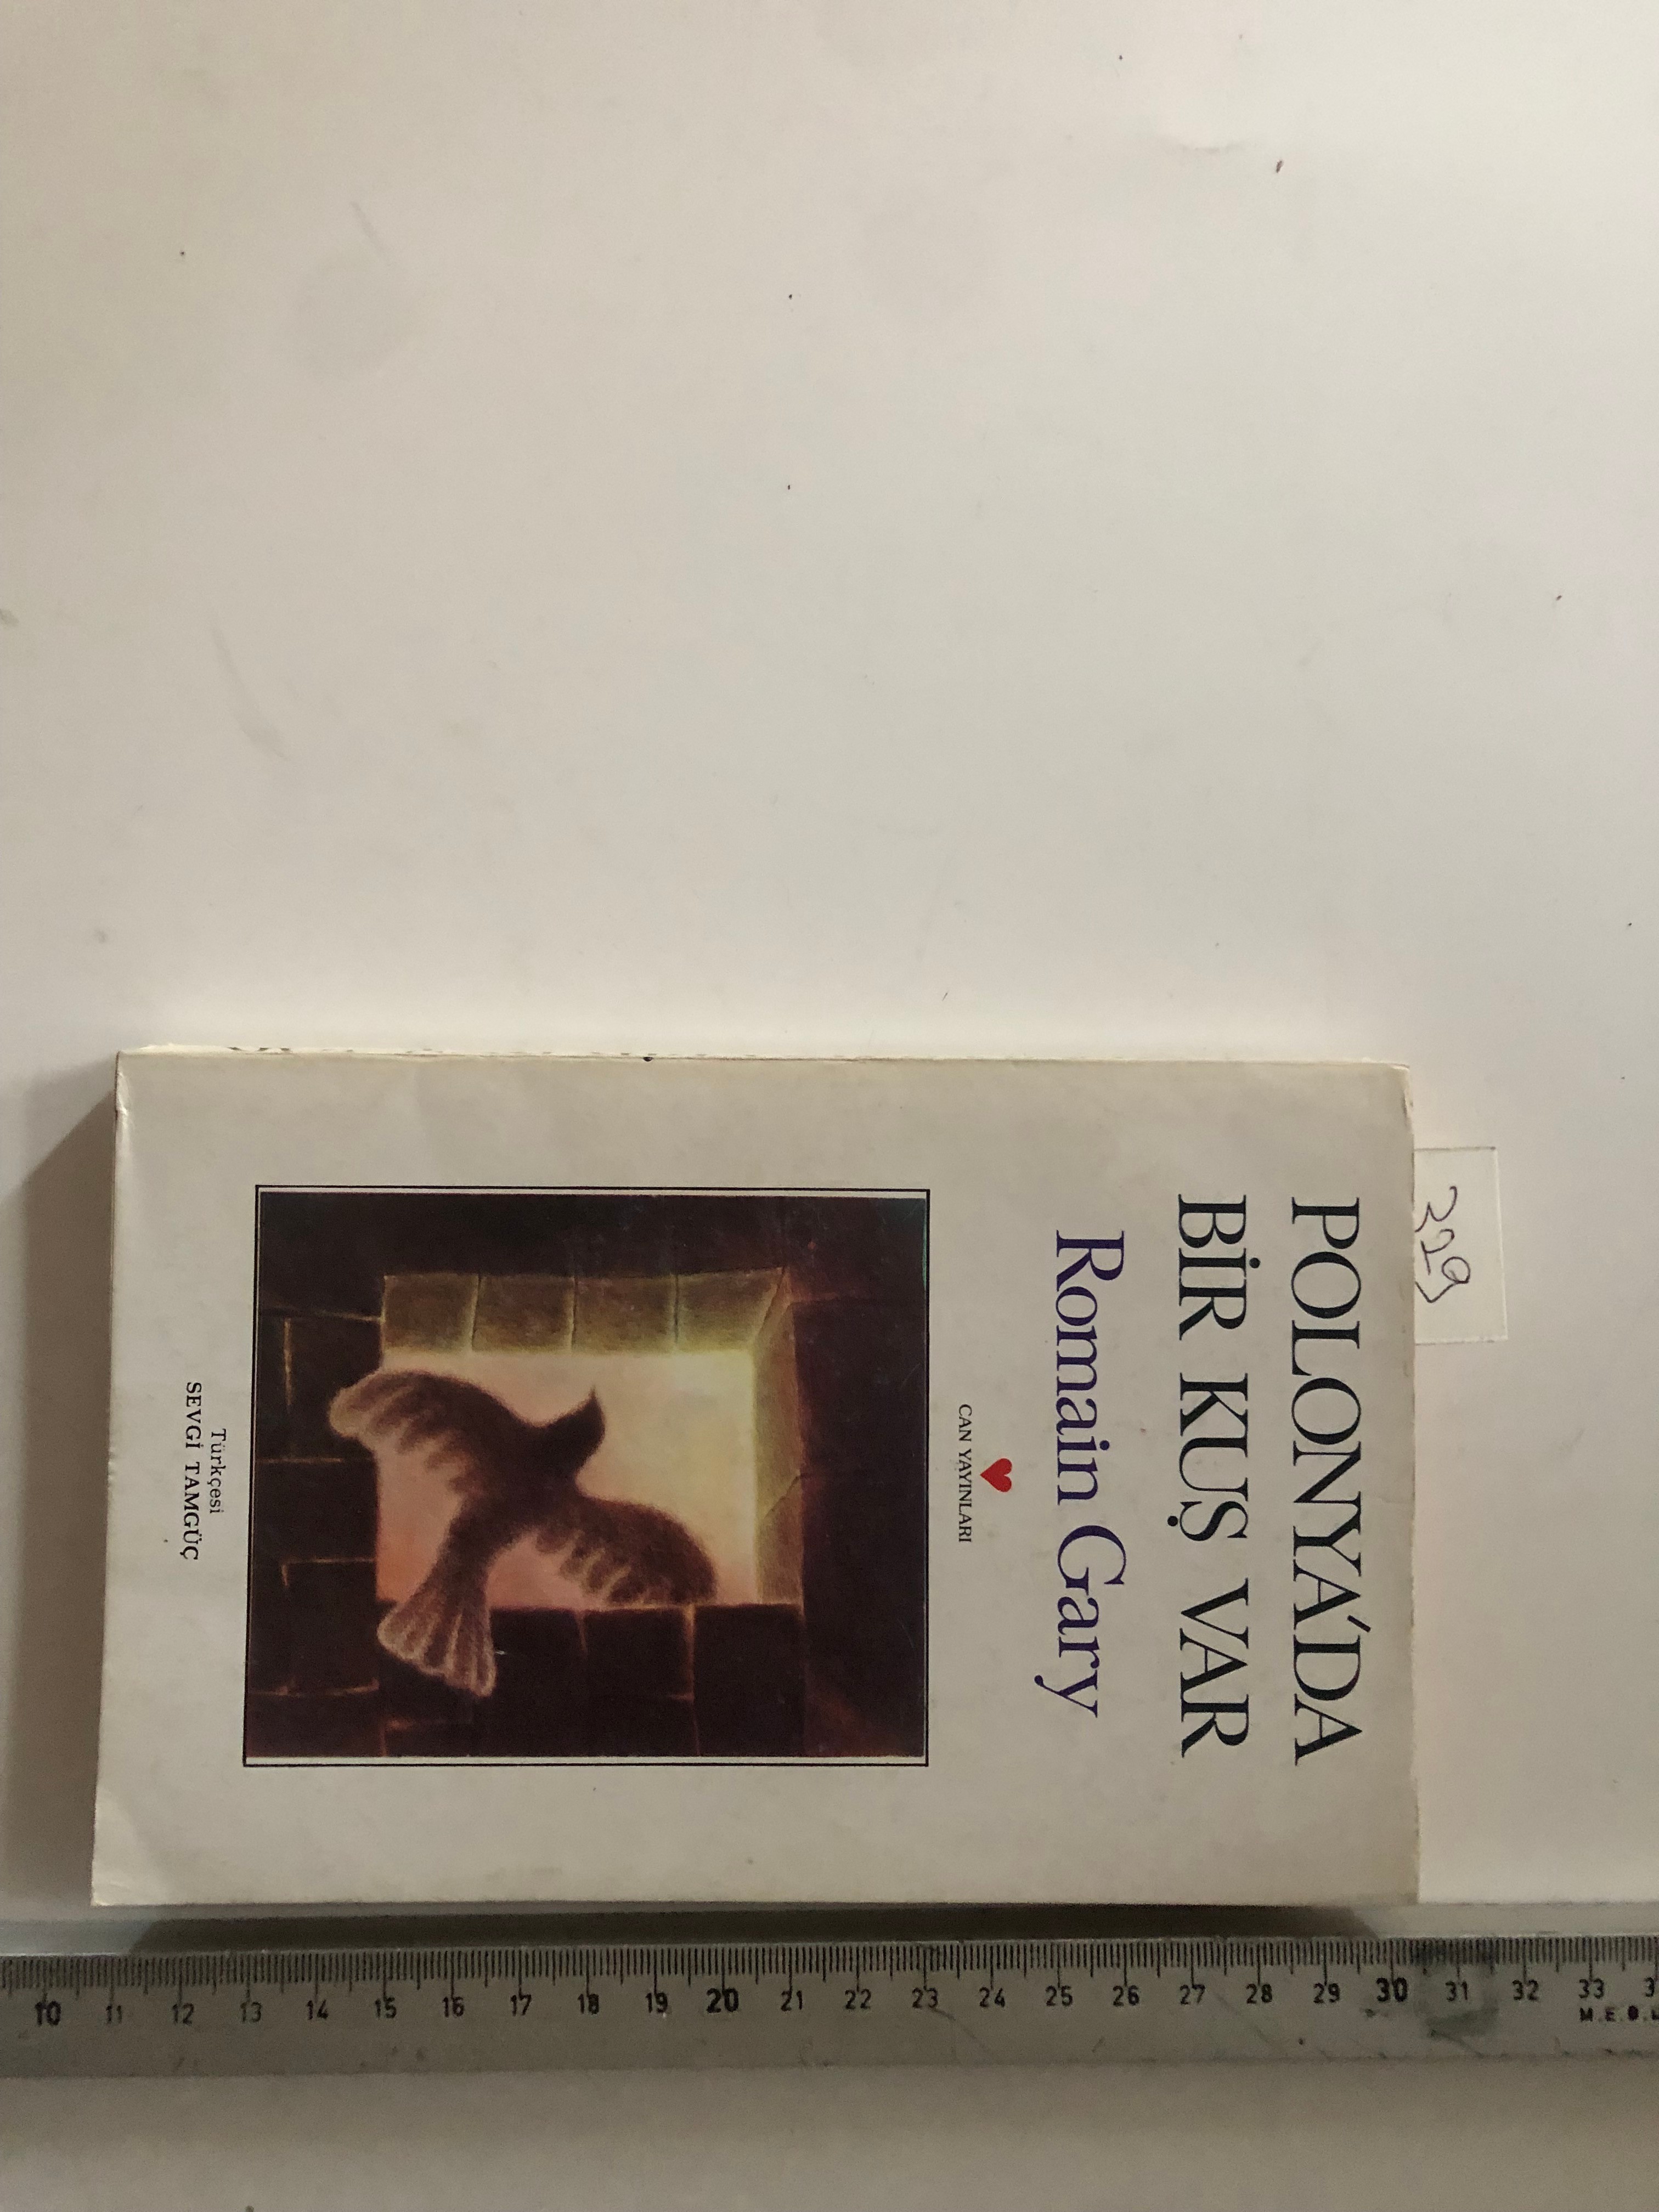 329
POLONYA'DA
BİR KUŞ VAR
Romain Gary
CAN YAYINLARI
Türkçesi
SEVGİ TAMGÜÇ
10 11 12 13 14 15 16 17 18 19 20 21 22 23 24 25 26 27 28 29 30 31 32 33